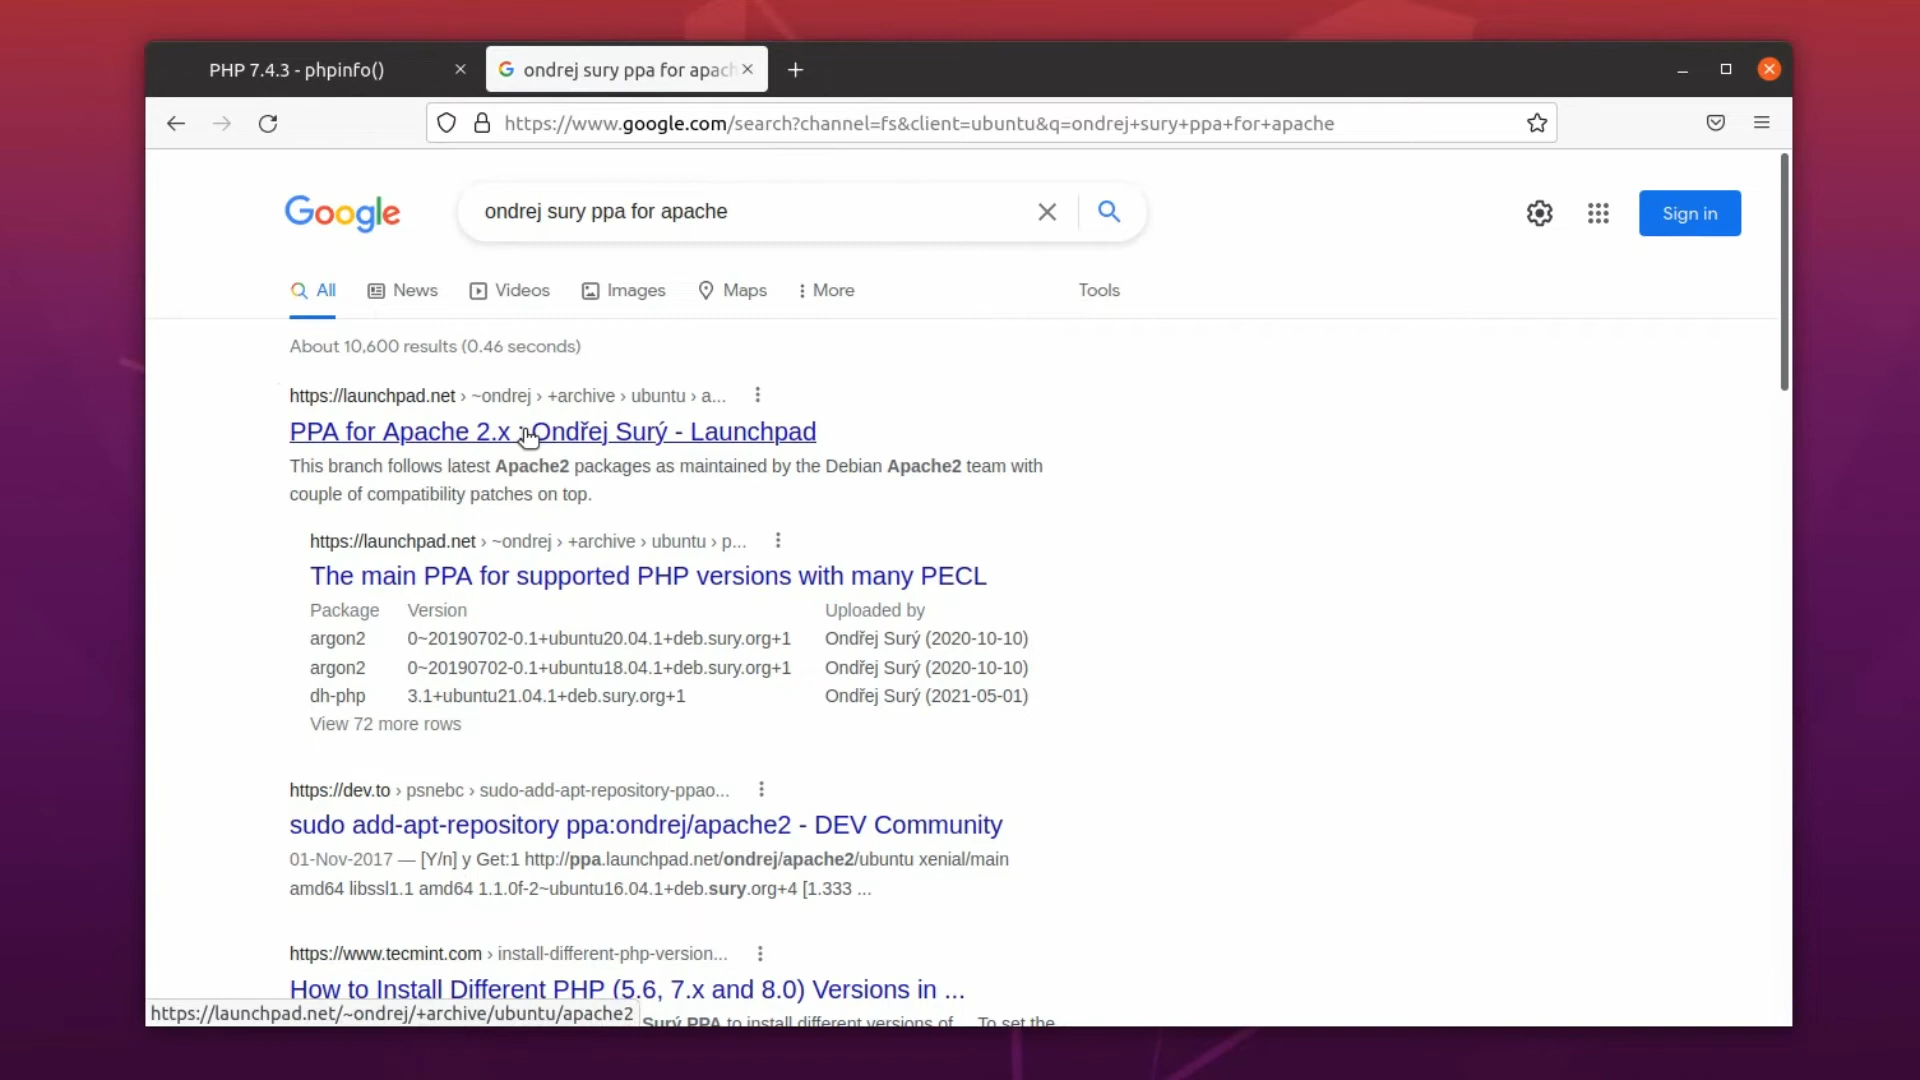 PHP 7.4.3 - phpinfo()
ondrej sury ppa for apach
https://www.google.com/search?channel=fs&client=ubuntu&q=ondrej+sury+ppa+for+apache
Google
ondrej sury ppa for apache
Sign in
All
News
Videos
Images
Maps
More
Tools
About 10,600 results (0.46 seconds)
https://launchpad.net › ~ondrej › +archive › ubuntu › a...
PPA for Apache 2.x : Ondřej Surý - Launchpad
This branch follows latest Apache2 packages as maintained by the Debian Apache2 team with
couple of compatibility patches on top.
https://launchpad.net › ~ondrej › +archive › ubuntu › p...
The main PPA for supported PHP versions with many PECL
Package Version Uploaded by
argon2 0~20190702-0.1+ubuntu20.04.1+deb.sury.org+1 Ondřej Surý (2020-10-10)
argon2 0~20190702-0.1+ubuntu18.04.1+deb.sury.org+1 Ondřej Surý (2020-10-10)
dh-php 3.1+ubuntu21.04.1+deb.sury.org+1 Ondřej Surý (2021-05-01)
View 72 more rows
https://dev.to › psnebc › sudo-add-apt-repository-ppao...
sudo add-apt-repository ppa:ondrej/apache2 - DEV Community
01-Nov-2017 — [Y/n] y Get:1 http://ppa.launchpad.net/ondrej/apache2/ubuntu xenial/main
amd64 libssl1.1 amd64 1.1.0f-2~ubuntu16.04.1+deb.sury.org+4 [1.333 ...
https://www.tecmint.com › install-different-php-version...
How to Install Different PHP (5.6, 7.x and 8.0) Versions in ...
https://launchpad.net/~ondrej/+archive/ubuntu/apache2
Surý PPA to install different versions of ... To set the